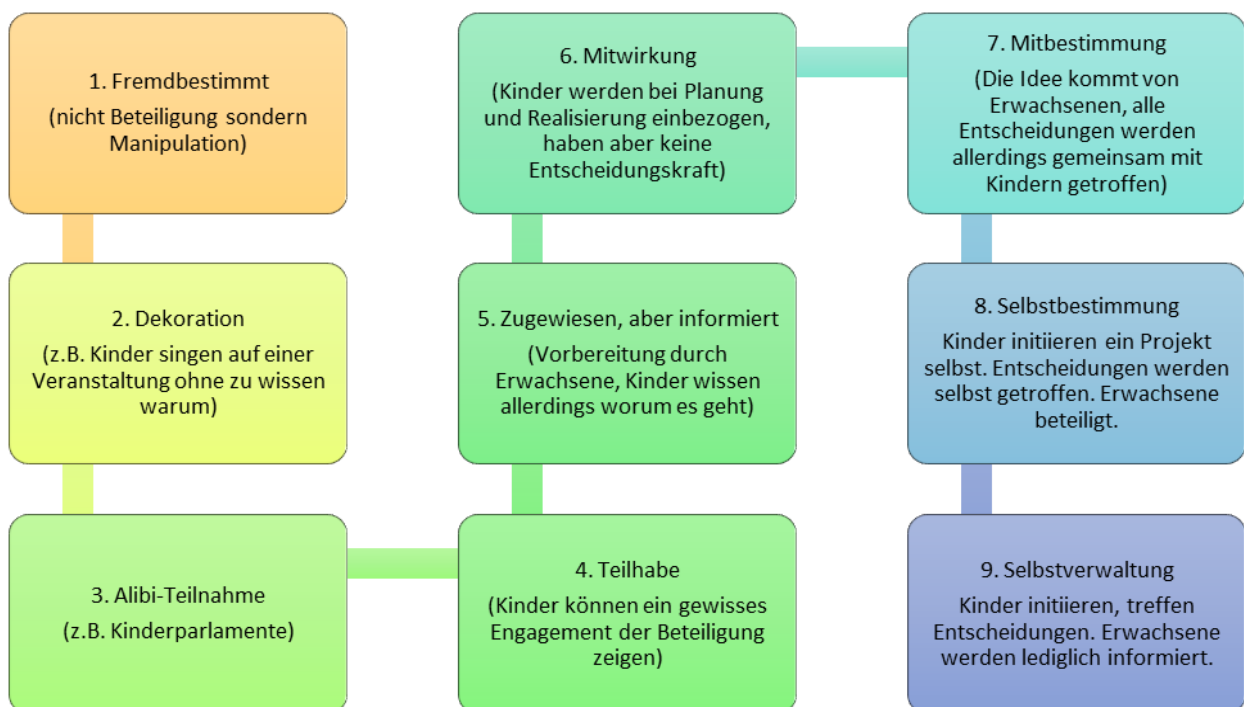 1. Fremdbestimmt
(nicht Beteiligung sondern
Manipulation)
2. Dekoration
(z.B. Kinder singen auf einer
Veranstaltung ohne zu wissen
warum)
3. Alibi-Teilnahme
(z.B. Kinderparlamente)
4. Teilhabe
(Kinder können ein gewisses
Engagement der Beteiligung
zeigen)
5. Zugewiesen, aber informiert
(Vorbereitung durch
Erwachsene, Kinder wissen
allerdings worum es geht)
6. Mitwirkung
(Kinder werden bei Planung
und Realisierung einbezogen,
haben aber keine
Entscheidungskraft)
7. Mitbestimmung
(Die Idee kommt von
Erwachsenen, alle
Entscheidungen werden
allerdings gemeinsam mit
Kindern getroffen)
8. Selbstbestimmung
Kinder initiieren ein Projekt
selbst. Entscheidungen werden
selbst getroffen. Erwachsene
beteiligt.
9. Selbstverwaltung
Kinder initiieren, treffen
Entscheidungen. Erwachsene
werden lediglich informiert.